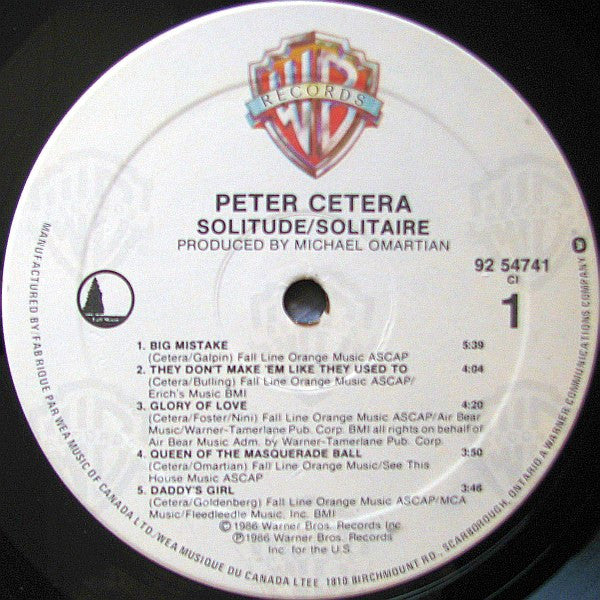 WB
RECORDS
PETER CETERA
SOLITUDE/SOLITAIRE
PRODUCED BY MICHAEL OMARTIAN
92 54741
CI
1
1. BIG MISTAKE 5:39
(Cetera/Galpin) Fall Line Orange Music ASCAP
2. THEY DON'T MAKE 'EM LIKE THEY USED TO 4:04
(Cetera/Bulling) Fall Line Orange Music ASCAP/
Erich's Music BMI
3. GLORY OF LOVE 4:20
(Cetera/Foster/Nini) Fall Line Orange Music ASCAP/Air Bear
Music/Warner-Tamerlane Pub. Corp. BMI all rights on behalf of
Air Bear Music Adm. by Warner-Tamerlane Pub. Corp.
4. QUEEN OF THE MASQUERADE BALL 3:50
(Cetera/Omartian) Fall Line Orange Music/See This
House Music ASCAP
5. DADDY'S GIRL 3:46
(Cetera/Goldenberg) Fall Line Orange Music ASCAP/MCA
Music/Fleedleedle Music, Inc. BMI
©1986 Warner Bros. Records Inc.
℗1986 Warner Bros. Records
Inc. for the U.S.
MANUFACTURED BY/FABRIQUE PAR WEA MUSIC OF CANADA LTD./WEA MUSIQUE DU CANADA LTEE 1810 BIRCHMOUNT RD., SCARBOROUGH, ONTARIO A WARNER COMMUNICATIONS COMPANY